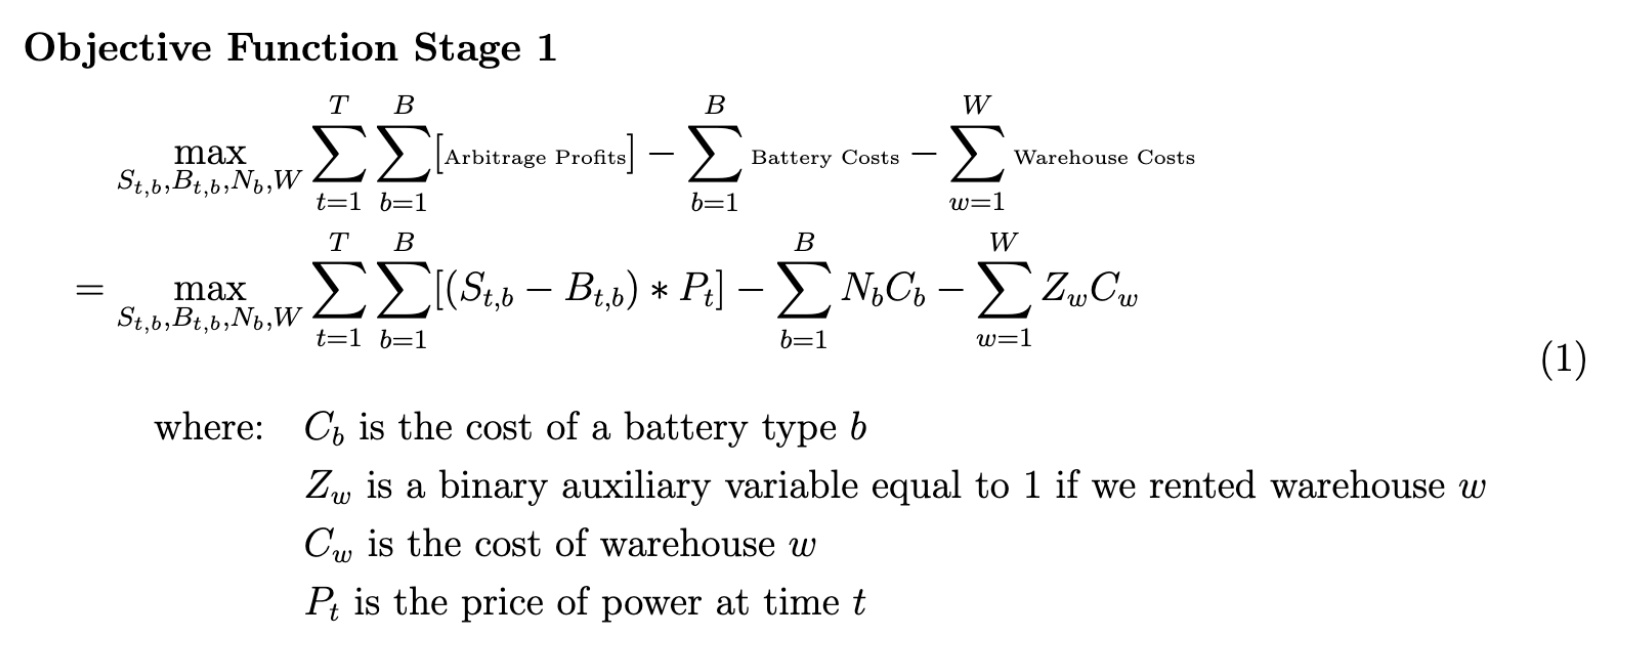 Objective Function Stage 1
\max_{S_{t,b},B_{t,b},N_b,W} \sum_{t=1}^{T} \sum_{b=1}^{B} [Arbitrage Profits] - \sum_{b=1}^{B} Battery Costs - \sum_{w=1}^{W} Warehouse Costs
= \max_{S_{t,b},B_{t,b},N_b,W} \sum_{t=1}^{T} \sum_{b=1}^{B} [(S_{t,b} - B_{t,b}) * P_t] - \sum_{b=1}^{B} N_b C_b - \sum_{w=1}^{W} Z_w C_w
(1)
where: C_b is the cost of a battery type b
Z_w is a binary auxiliary variable equal to 1 if we rented warehouse w
C_w is the cost of warehouse w
P_t is the price of power at time t